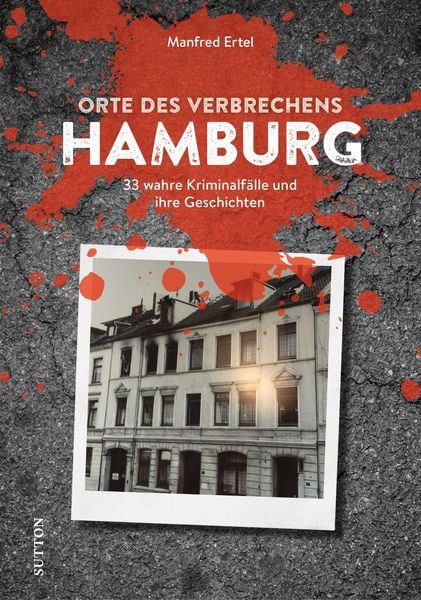 Manfred Ertel
ORTE DES VERBRECHENS
HAMBURG
33 wahre Kriminalfälle und
ihre Geschichten
SUTTON